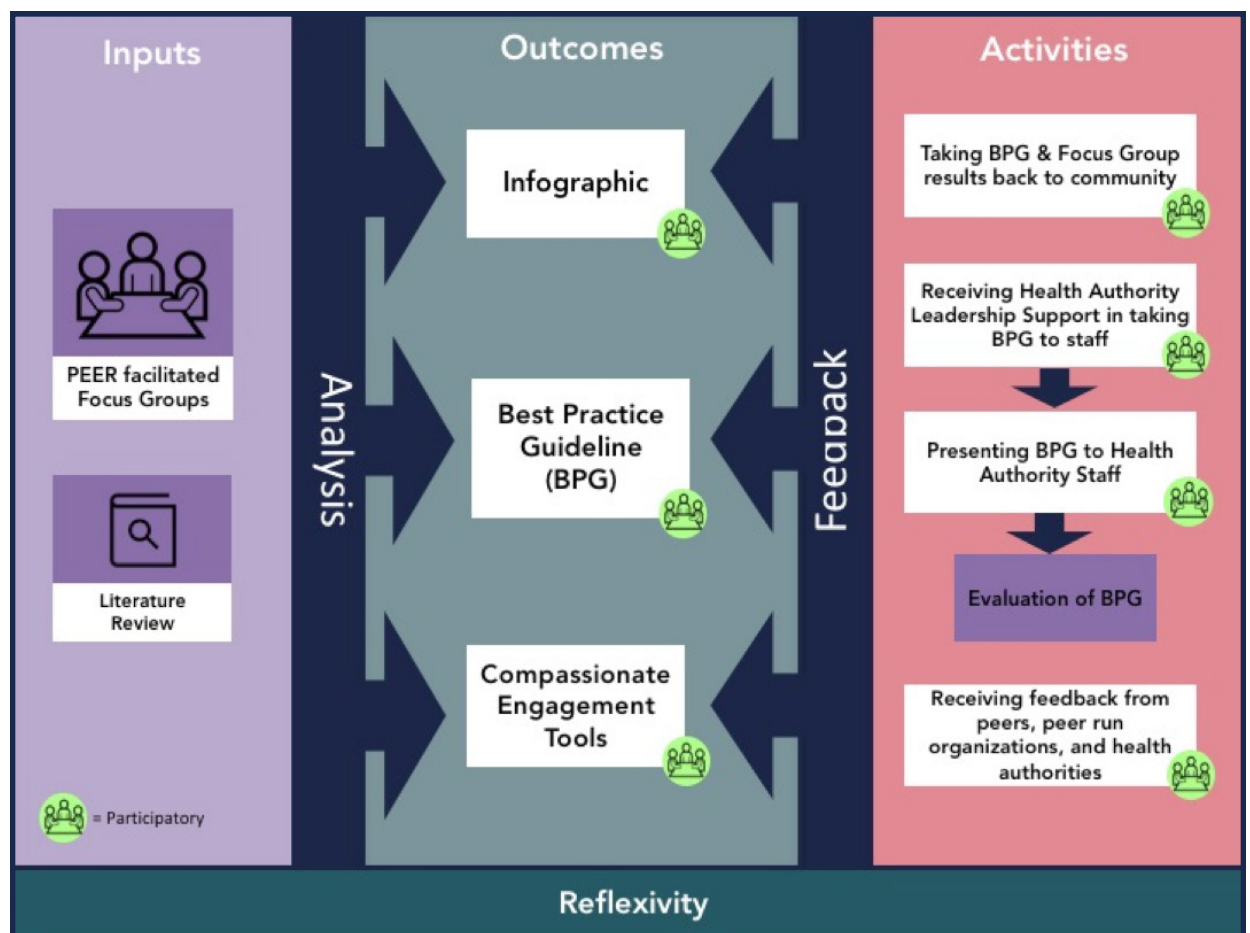 Inputs
PEER facilitated
Focus Groups
Literature
Review
= Participatory
Analysis
Outcomes
Infographic
Best Practice
Guideline
(BPG)
Compassionate
Engagement
Tools
Feedback
Activities
Taking BPG & Focus Group
results back to community
Receiving Health Authority
Leadership Support in taking
BPG to staff
Presenting BPG to Health
Authority Staff
Evaluation of BPG
Receiving feedback from
peers, peer run
organizations, and health
authorities
Reflexivity